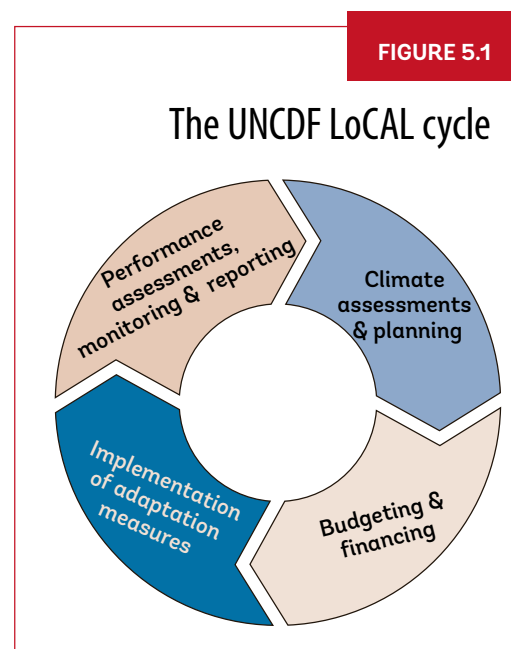 FIGURE 5.1
The UNCDF LoCAL cycle
Performance
assessments,
monitoring & reporting
Climate
assessments
& planning
Budgeting &
financing
Implementation
of adaptation
measures